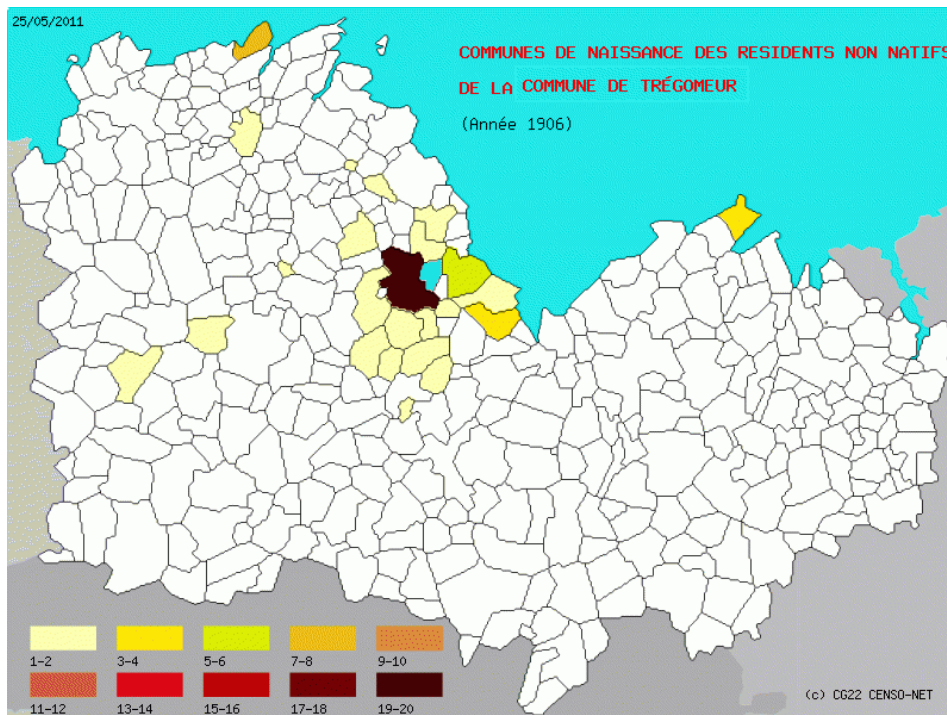 25/05/2011
COMMUNES DE NAISSANCE DES RESIDENTS NON NATIFS
DE LA COMMUNE DE TRÉGOMEUR
(Année 1906)
1-2 3-4 5-6 7-8 9-10
11-12 13-14 15-16 17-18 19-20
(c) CG22 CENSO-NET